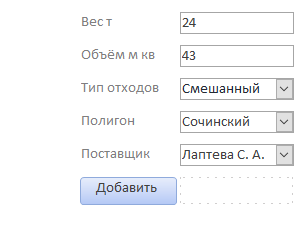 Вес т 24
Объём м кв 43
Тип отходов Смешанный
Полигон Сочинский
Поставщик Лаптева С. А.
Добавить